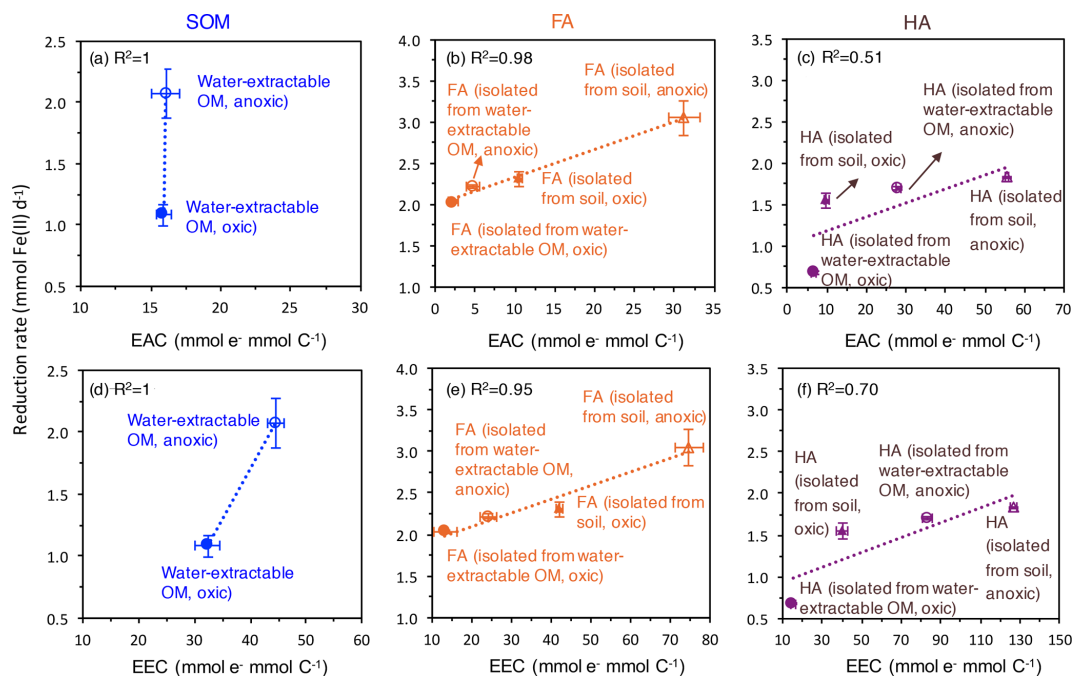 SOM
FA
HA
Reduction rate (mmol Fe(II) d⁻¹)
(a) R²=1
Water-extractable
OM, anoxic)
Water-extractable
OM, oxic)
2.5
2.0
1.5
1.0
0.5
0.0
10
15
20
25
30
EAC (mmol e⁻ mmol C⁻¹)
(b) R²=0.98
FA (isolated
from water-
extractable
OM, anoxic)
FA (isolated
from soil, anoxic)
FA (isolated
from soil, oxic)
FA (isolated from water-
extractable OM, oxic)
4.0
3.5
3.0
2.5
2.0
1.5
1.0
0
5
10
15
20
25
30
35
EAC (mmol e⁻ mmol C⁻¹)
(c) R²=0.51
HA (isolated
from soil, oxic)
HA (isolated from
water-extractable
OM, anoxic)
HA (isolated
from soil,
anoxic)
HA (isolated from
water-extractable
OM, oxic)
3.5
3.0
2.5
2.0
1.5
1.0
0.5
0
10
20
30
40
50
60
70
EAC (mmol e⁻ mmol C⁻¹)
(d) R²=1
Water-extractable
OM, anoxic)
Water-extractable
OM, oxic)
2.5
2.0
1.5
1.0
0.5
0.0
10
20
30
40
50
60
EEC (mmol e⁻ mmol C⁻¹)
(e) R²=0.95
FA (isolated
from water-
extractable OM,
anoxic)
FA (isolated
from soil, anoxic)
FA (isolated from
soil, oxic)
FA (isolated from water-
extractable OM, oxic)
4.0
3.5
3.0
2.5
2.0
1.5
1.0
10
20
30
40
50
60
70
80
EEC (mmol e⁻ mmol C⁻¹)
(f) R²=0.70
HA
(isolated
from soil,
oxic)
HA (isolated from
water-extractable
OM, anoxic)
HA
(isolated
from soil,
anoxic)
HA (isolated from water-
extractable OM, oxic)
3.5
3.0
2.5
2.0
1.5
1.0
0.5
10
30
50
70
90
110
130
150
EEC (mmol e⁻ mmol C⁻¹)